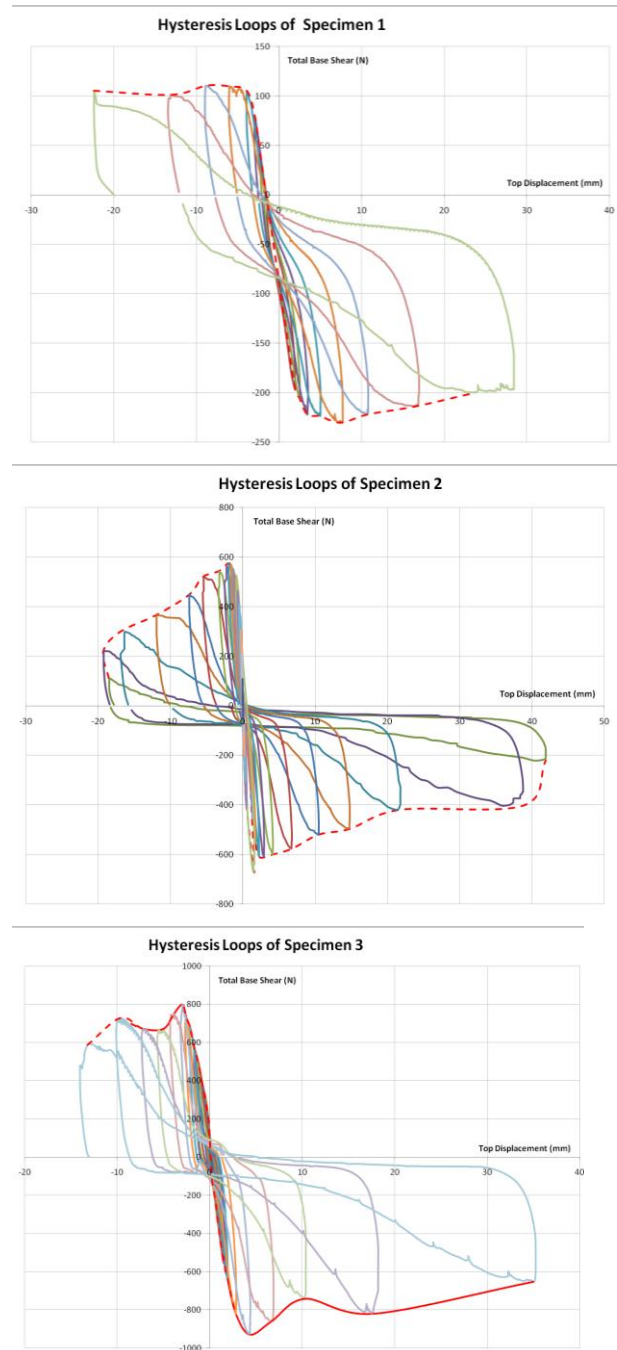 Hysteresis Loops of Specimen 1
150
Total Base Shear (N)
100
50
Top Displacement (mm)
0
-30 -20 -10 0 10 20 30 40
-50
-100
-150
-200
-250
Hysteresis Loops of Specimen 2
800
Total Base Shear (N)
600
400
200
Top Displacement (mm)
0
-30 -20 -10 0 10 20 30 40 50
-200
-400
-600
-800
Hysteresis Loops of Specimen 3
1000
Total Base Shear (N)
800
600
400
200
Top Displacement (mm)
0
-20 -10 0 10 20 30 40
-200
-400
-600
-800
-1000